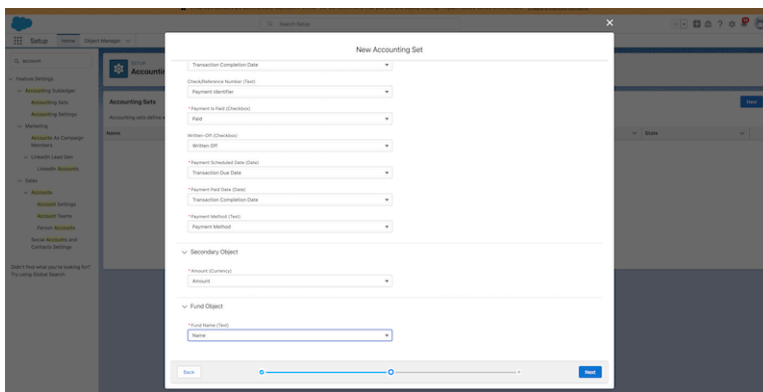 Search Setup
Setup
Home
Object Manager
account
Feature Settings
Accounting Subledger
Accounting Sets
Accounting Settings
Marketing
Accounts As Campaign
Members
LinkedIn Lead Gen
LinkedIn Accounts
Sales
Accounts
Account Settings
Account Teams
Person Accounts
Social Accounts and
Contacts Settings
Didn't find what you're looking for?
Try using Global Search.
SETUP
Accounting Sets
New
Name
State
New Accounting Set
Transaction Completion Date
Check/Reference Number (Text)
Payment Identifier
*Payment Is Paid (Checkbox)
Paid
Written-Off (Checkbox)
Written Off
*Payment Scheduled Date (Date)
Transaction Due Date
*Payment Paid Date (Date)
Transaction Completion Date
*Payment Method (Text)
Payment Method
Secondary Object
*Amount (Currency)
Amount
Fund Object
*Fund Name (Text)
Name
Back
Next